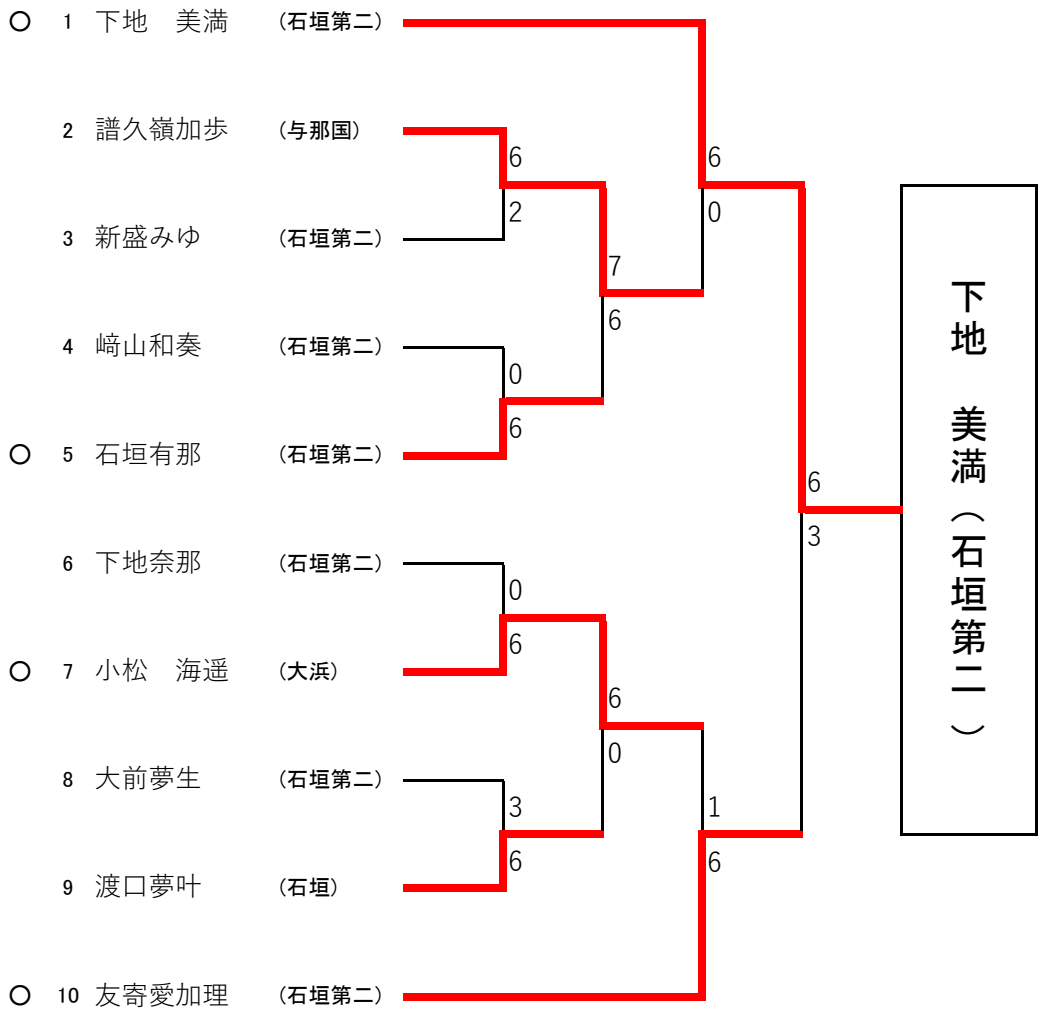 〇 1 下地　美満 (石垣第二)
2 譜久嶺加歩 (与那国)
6
6
2
0
3 新盛みゆ (石垣第二)
7
6
4 﨑山和奏 (石垣第二)
0
6
〇 5 石垣有那 (石垣第二)
6
3
6 下地奈那 (石垣第二)
0
6
〇 7 小松　海遥 (大浜)
6
0
8 大前夢生 (石垣第二)
3
1
6
6
9 渡口夢叶 (石垣)
〇 10 友寄愛加理 (石垣第二)
下地　美満（石垣第二）